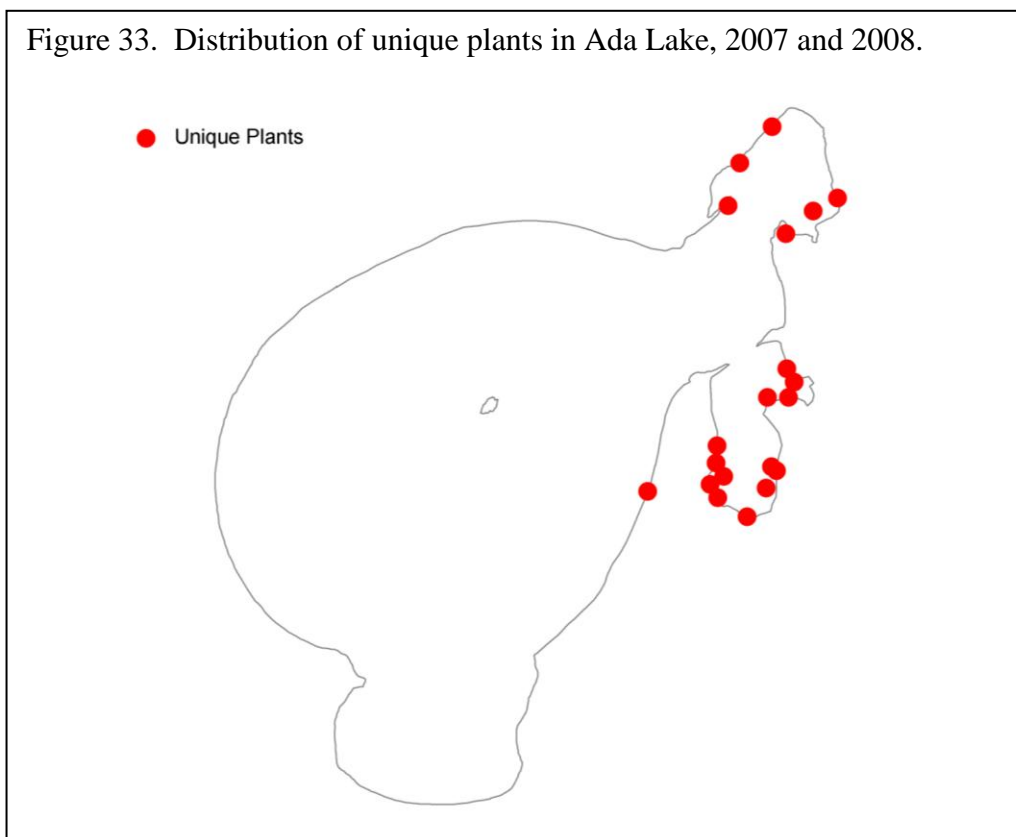 Figure 33.  Distribution of unique plants in Ada Lake, 2007 and 2008.
Unique Plants